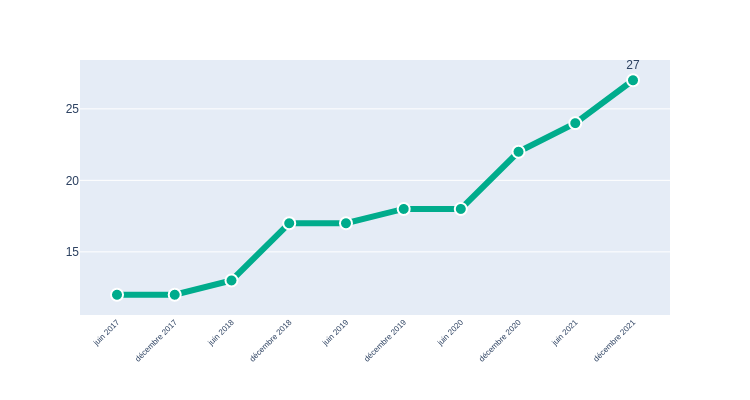 27
25
20
15
juin 2017
décembre 2017
juin 2018
décembre 2018
juin 2019
décembre 2019
juin 2020
décembre 2020
juin 2021
décembre 2021